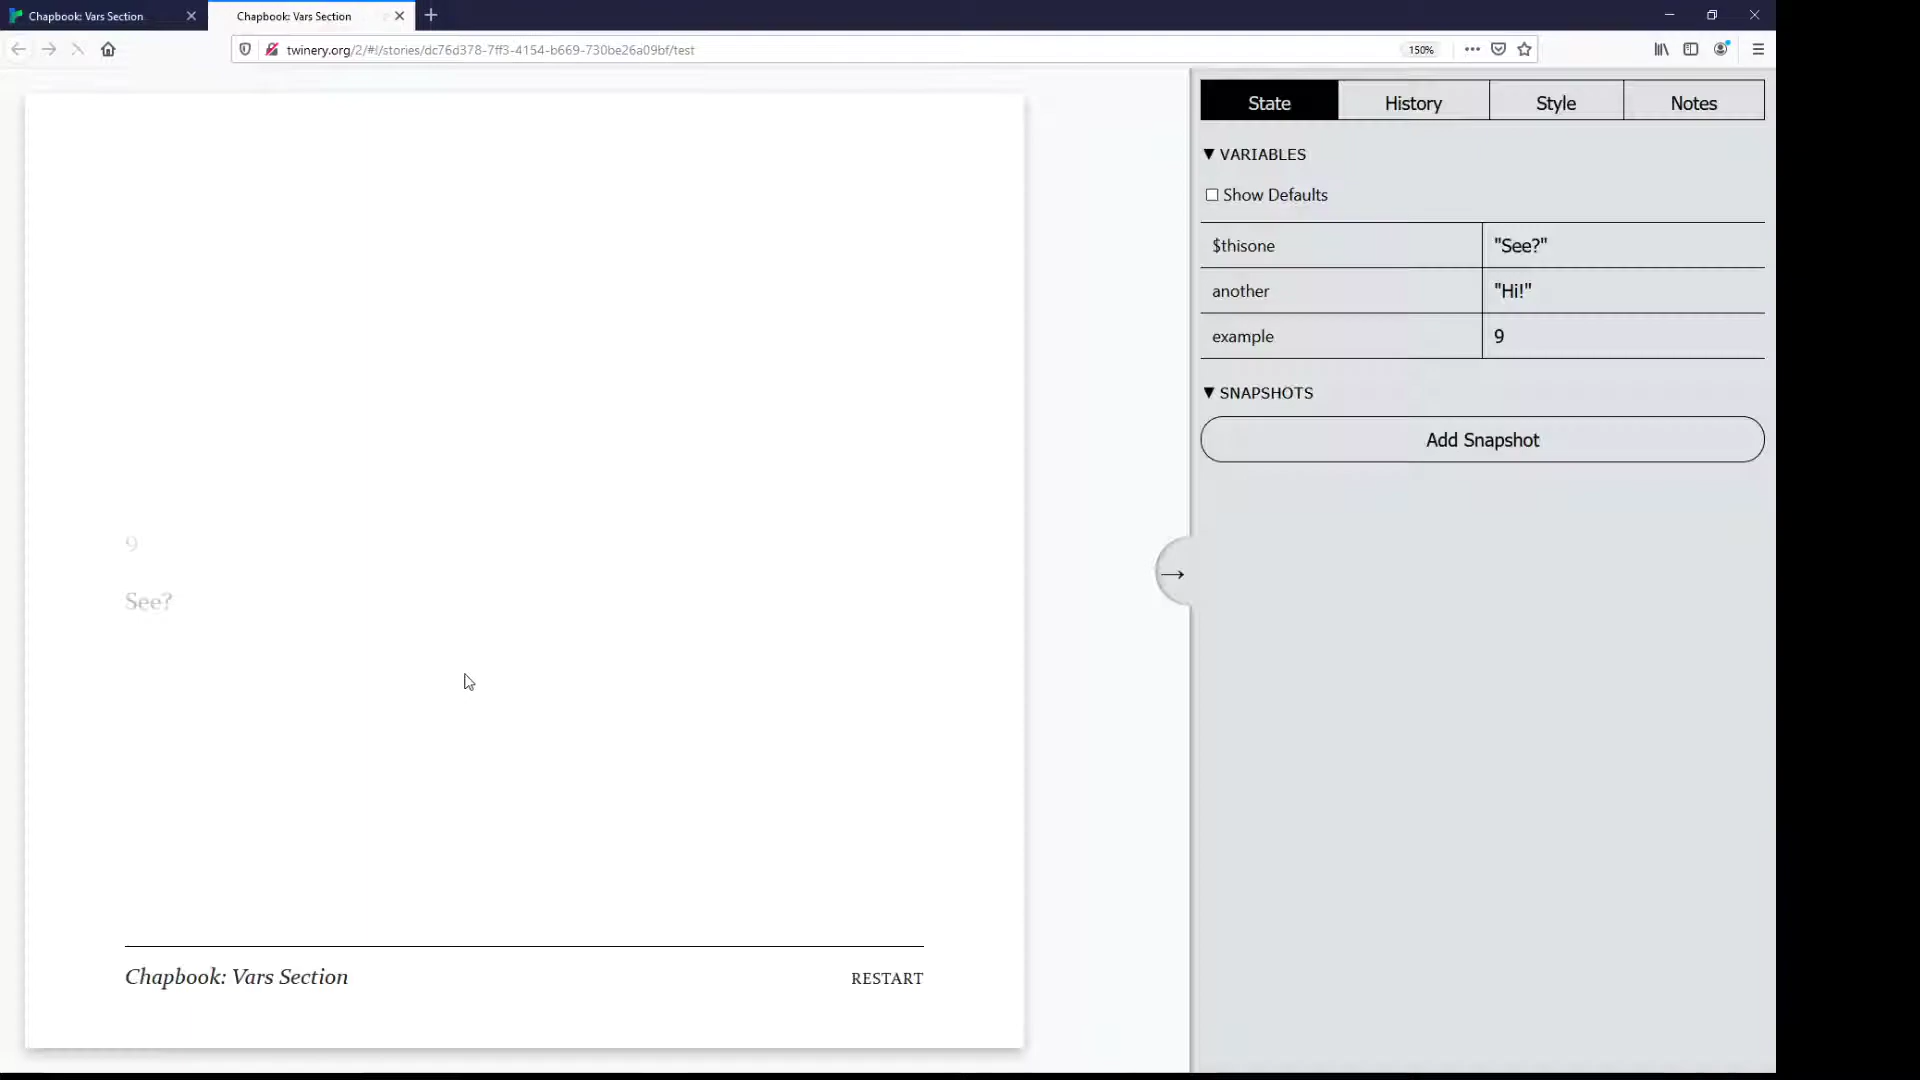 Chapbook: Vars Section
Chapbook: Vars Section
twinery.org/2/#!/stories/dc76d378-7ff3-4154-b669-730be26a09bf/test
150%
State
History
Style
Notes
▼ VARIABLES
Show Defaults
$thisone "See?"
another "Hi!"
example 9
▼ SNAPSHOTS
Add Snapshot
9
See?
→
Chapbook: Vars Section
RESTART